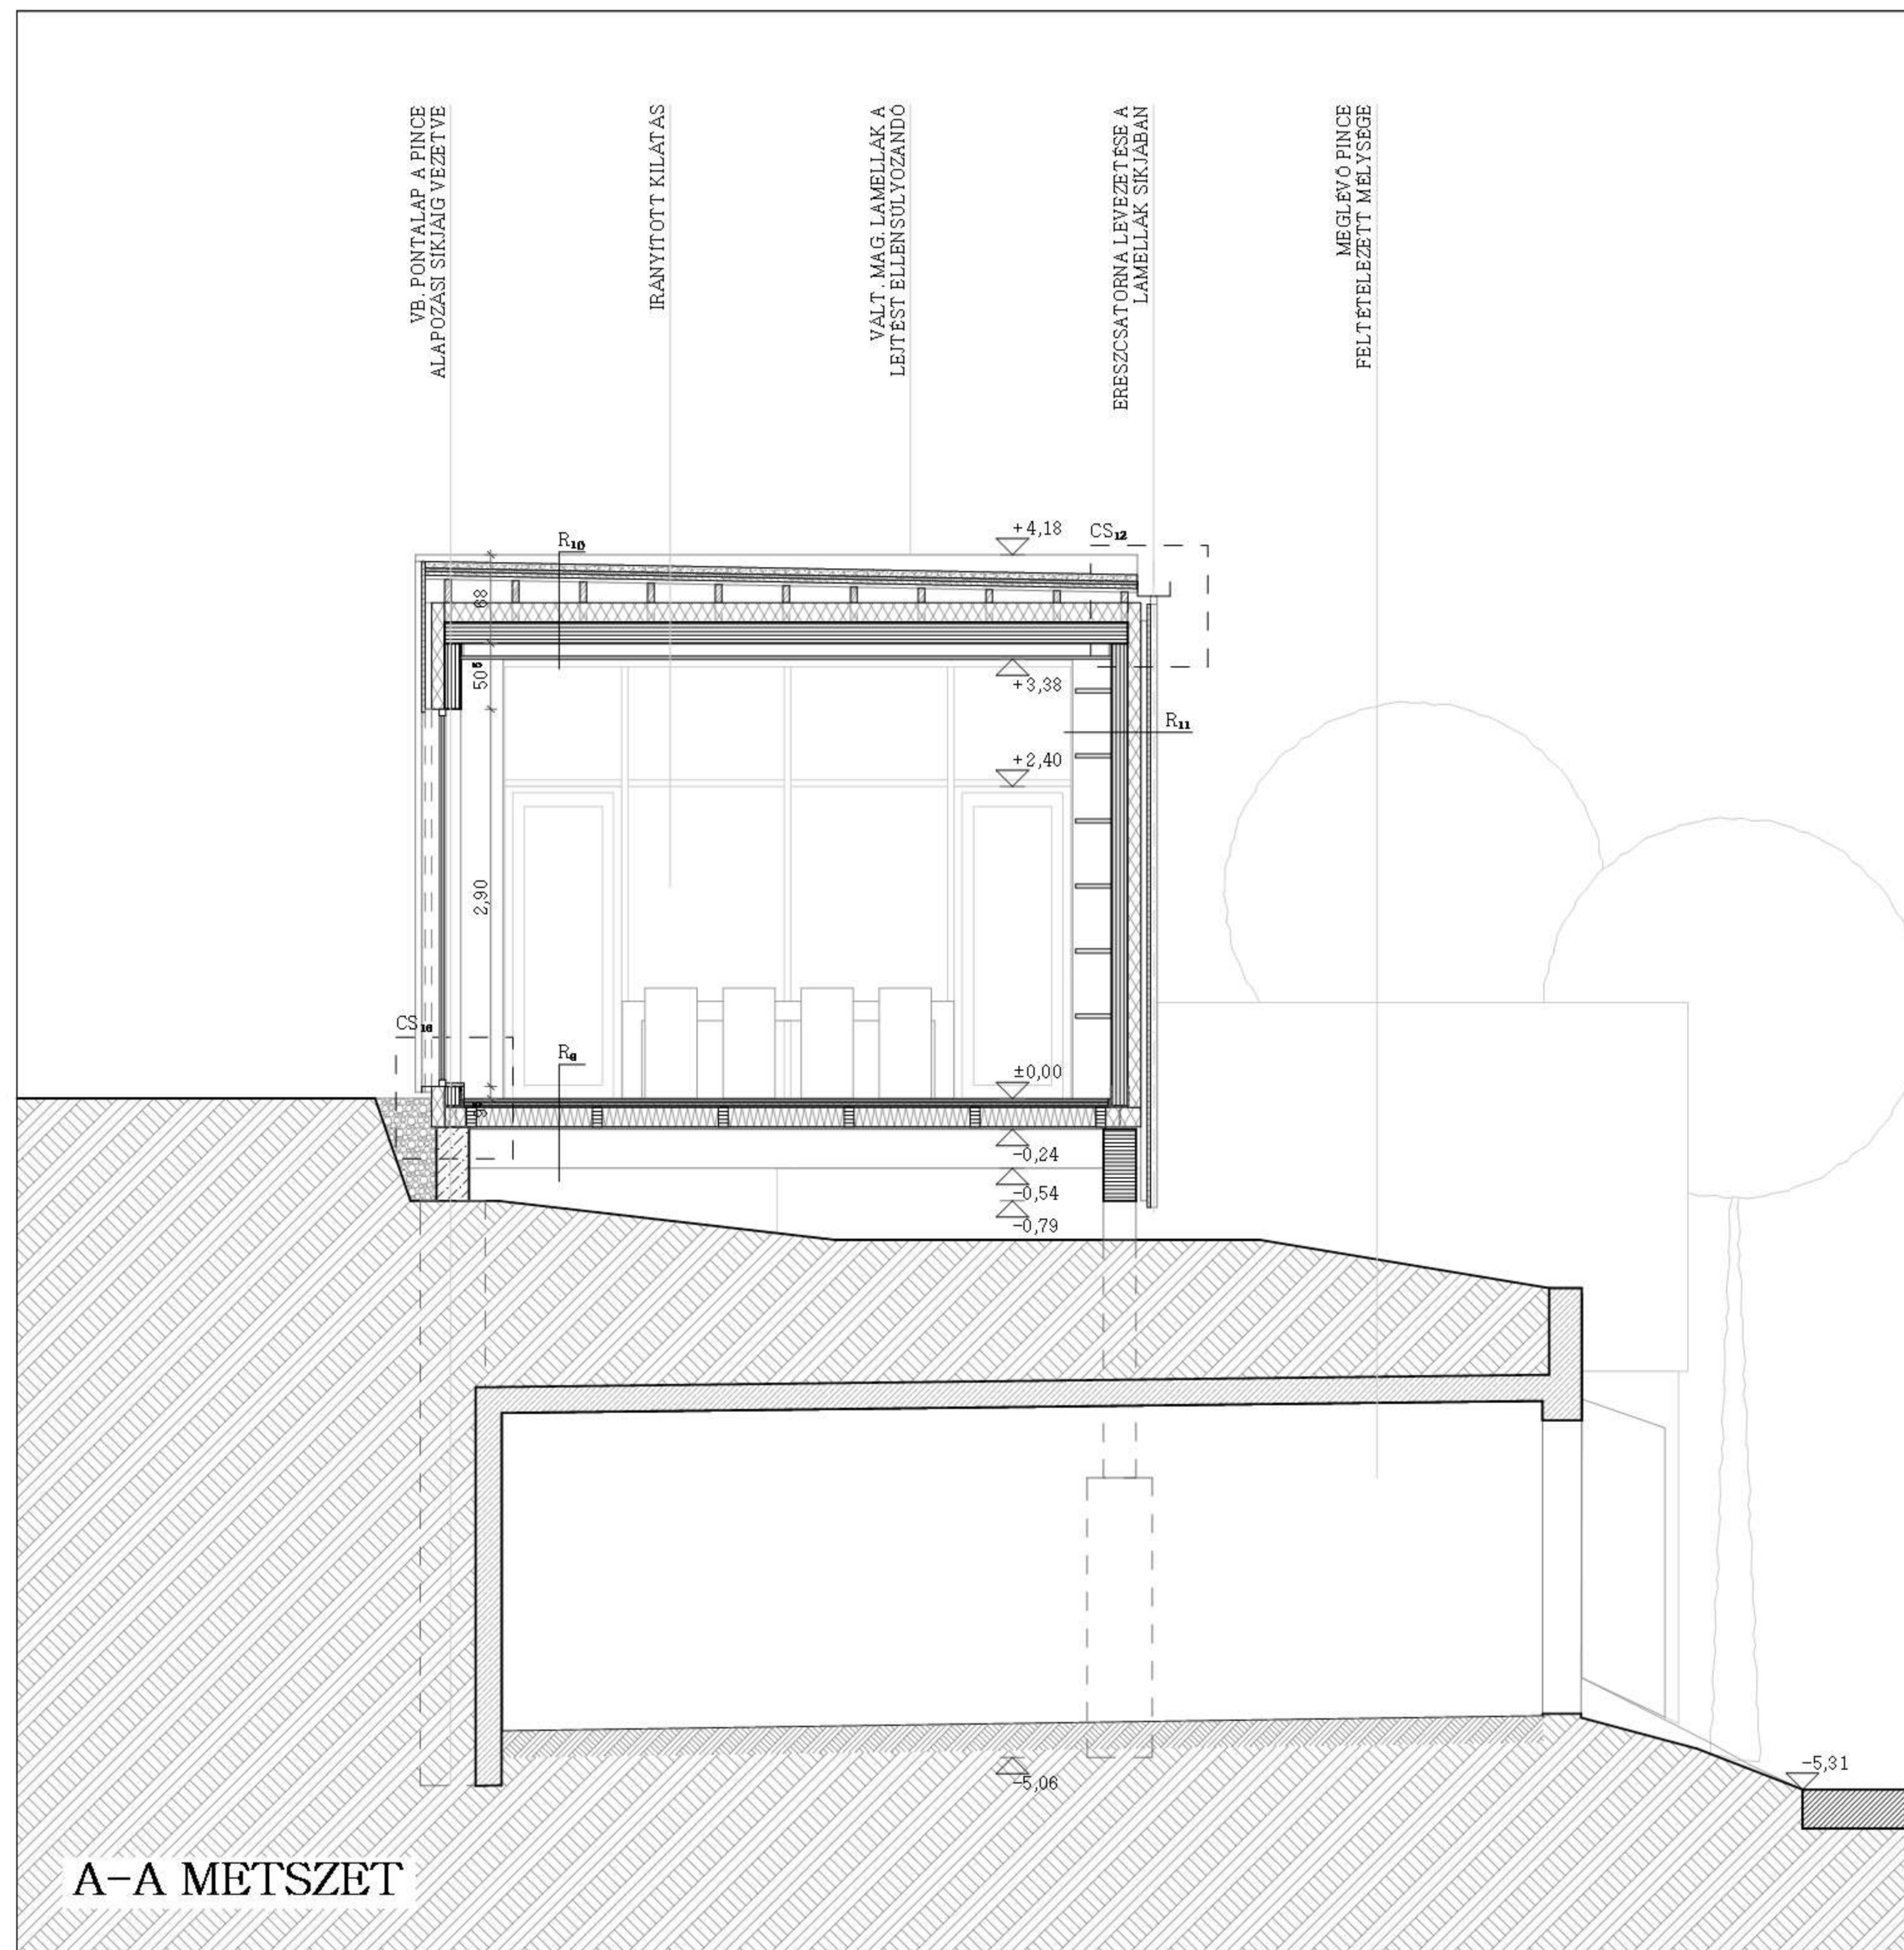 VB. PONTALAP A PINCE
ALAPOZÁSI SÍKJÁIG VEZETVE
IRÁNYÍTOTT KILÁTÁS
VÁLT. MAG. LAMELLÁK A
LEJTÉST ELLENSÚLYOZANDÓ
ERESZCSATORNA LEVEZETÉSE A
LAMELLÁK SÍKJÁBAN
MEGLÉVŐ PINCE
FELTÉTELEZETT MÉLYSÉGE
+4,18
CS12
R10
68
50
+3,38
R11
+2,40
2,90
CS
R
±0,00
9
-0,24
-0,54
-0,79
-5,06
-5,31
A-A METSZET